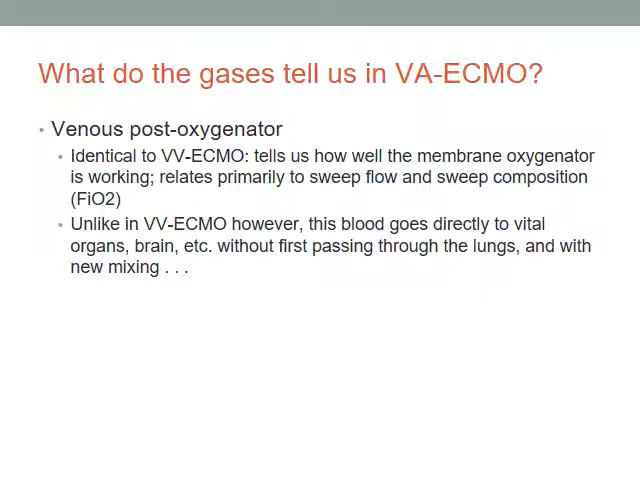 What do the gases tell us in VA-ECMO?
• Venous post-oxygenator
• Identical to VV-ECMO: tells us how well the membrane oxygenator
is working; relates primarily to sweep flow and sweep composition
(FiO2)
• Unlike in VV-ECMO however, this blood goes directly to vital
organs, brain, etc. without first passing through the lungs, and with
new mixing . . .